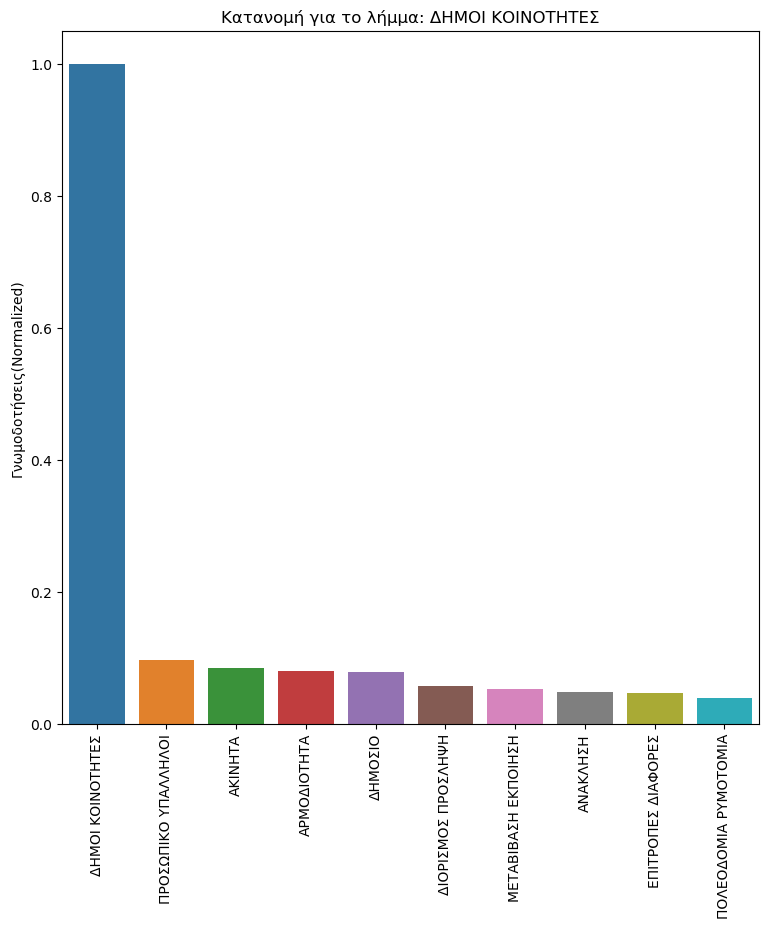 Κατανομή για το λήμμα: ΔΗΜΟΙ ΚΟΙΝΟΤΗΤΕΣ
Γνωμοδοτήσεις(Normalized)
1.0
0.8
0.6
0.4
0.2
0.0
ΔΗΜΟΙ ΚΟΙΝΟΤΗΤΕΣ
ΠΡΟΣΩΠΙΚΟ ΥΠΑΛΛΗΛΟΙ
ΑΚΙΝΗΤΑ
ΑΡΜΟΔΙΟΤΗΤΑ
ΔΗΜΟΣΙΟ
ΔΙΟΡΙΣΜΟΣ ΠΡΟΣΛΗΨΗ
ΜΕΤΑΒΙΒΑΣΗ ΕΚΠΟΙΗΣΗ
ΑΝΑΚΛΗΣΗ
ΕΠΙΤΡΟΠΕΣ ΔΙΑΦΟΡΕΣ
ΠΟΛΕΟΔΟΜΙΑ ΡΥΜΟΤΟΜΙΑ